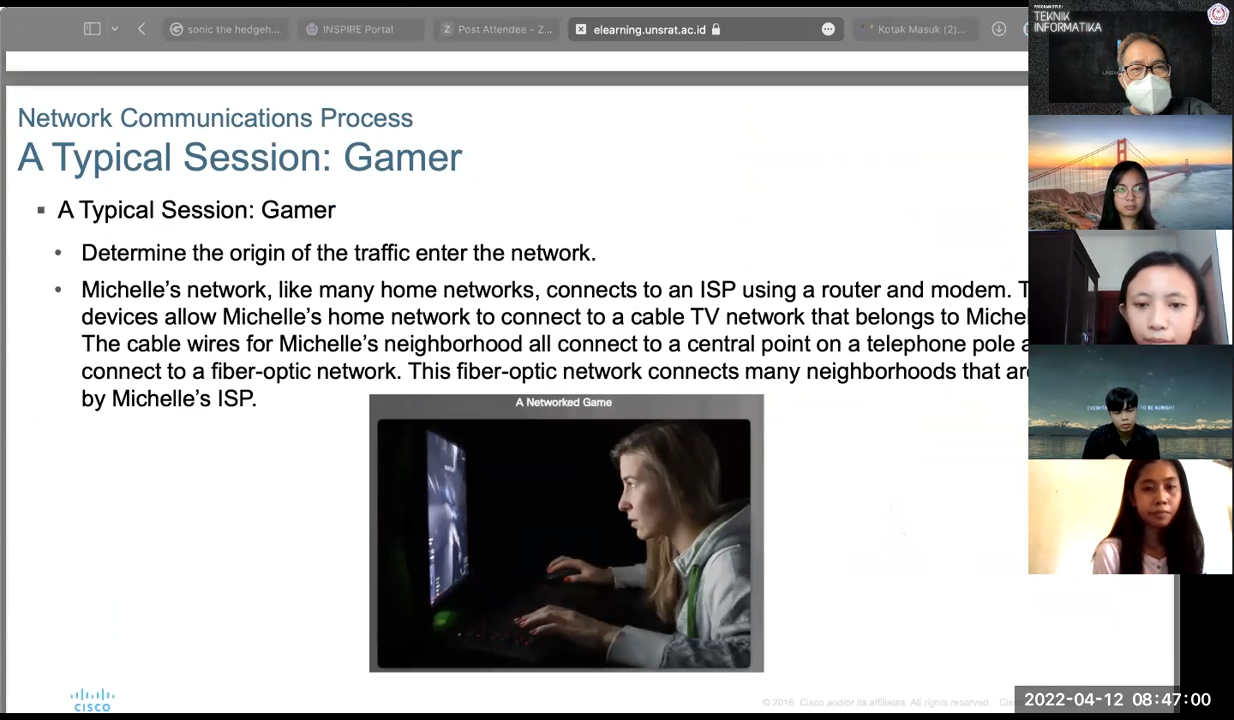 sonic the hedgeh...
INSPIRE Portal
Post Attendee - Z...
elearning.unsrat.ac.id
Kotak Masuk (2)...
TEKNIK
INFORMATIKA
Network Communications Process
A Typical Session: Gamer
A Typical Session: Gamer
Determine the origin of the traffic enter the network.
Michelle's network, like many home networks, connects to an ISP using a router and modem. T
devices allow Michelle's home network to connect to a cable TV network that belongs to Miche
The cable wires for Michelle's neighborhood all connect to a central point on a telephone pole a
connect to a fiber-optic network. This fiber-optic network connects many neighborhoods that are
by Michelle's ISP.
A Networked Game
CISCO
© 2016 Cisco and/or its affiliates. All rights reserved. Cis
2022-04-12 08:47:00